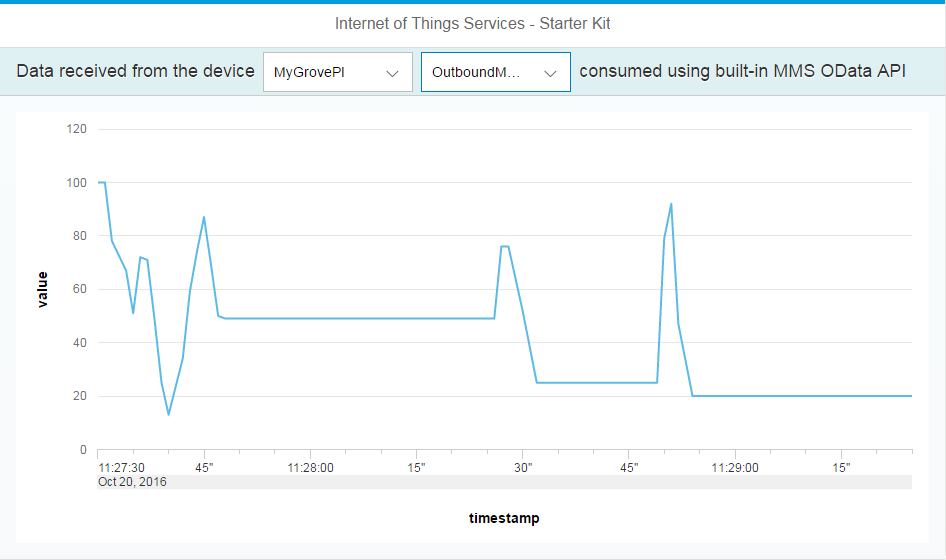 Internet of Things Services - Starter Kit
Data received from the device MyGrovePI OutboundM... consumed using built-in MMS OData API
120
100
80
60
40
20
0
value
11:27:30 45" 11:28:00 15" 30" 45" 11:29:00 15"
Oct 20, 2016
timestamp